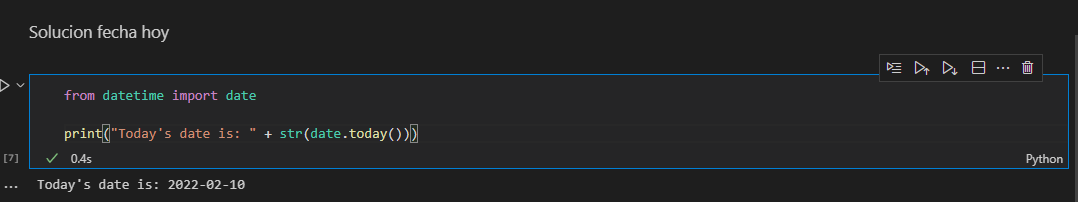 Solucion fecha hoy
from datetime import date
print("Today's date is: " + str(date.today()))
[7]
0.4s
Python
Today's date is: 2022-02-10